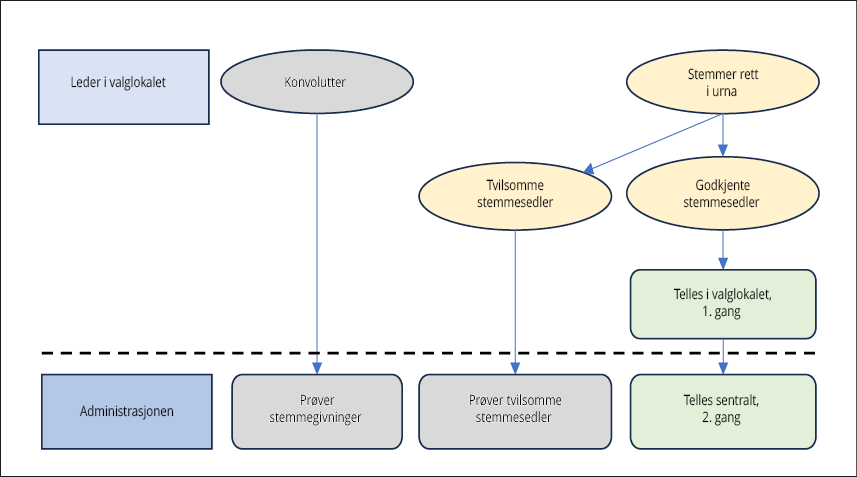 Leder i valglokalet
Konvolutter
Stemmer rett
i urna
Tvilsomme
stemmesedler
Godkjente
stemmesedler
Telles i valglokalet,
1. gang
Administrasjonen
Prøver
stemmegivninger
Prøver tvilsomme
stemmesedler
Telles sentralt,
2. gang